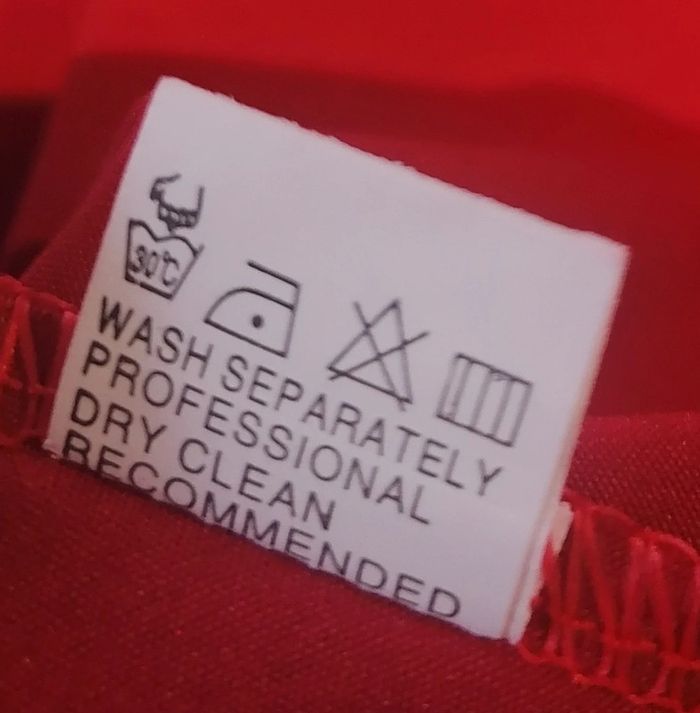 30°C
WASH SEPARATELY
PROFESSIONAL
DRY CLEAN
RECOMMENDED